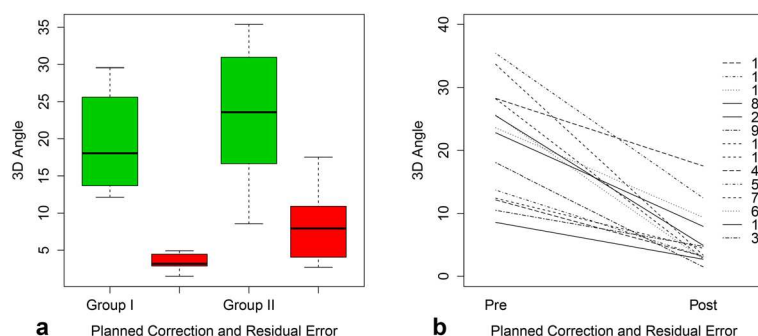 3D Angle
35
30
25
20
15
10
5
Group I
Group II
a
Planned Correction and Residual Error
3D Angle
40
30
20
10
0
Pre
Post
1
1
1
8
2
9
1
1
4
5
7
6
1
3
b
Planned Correction and Residual Error